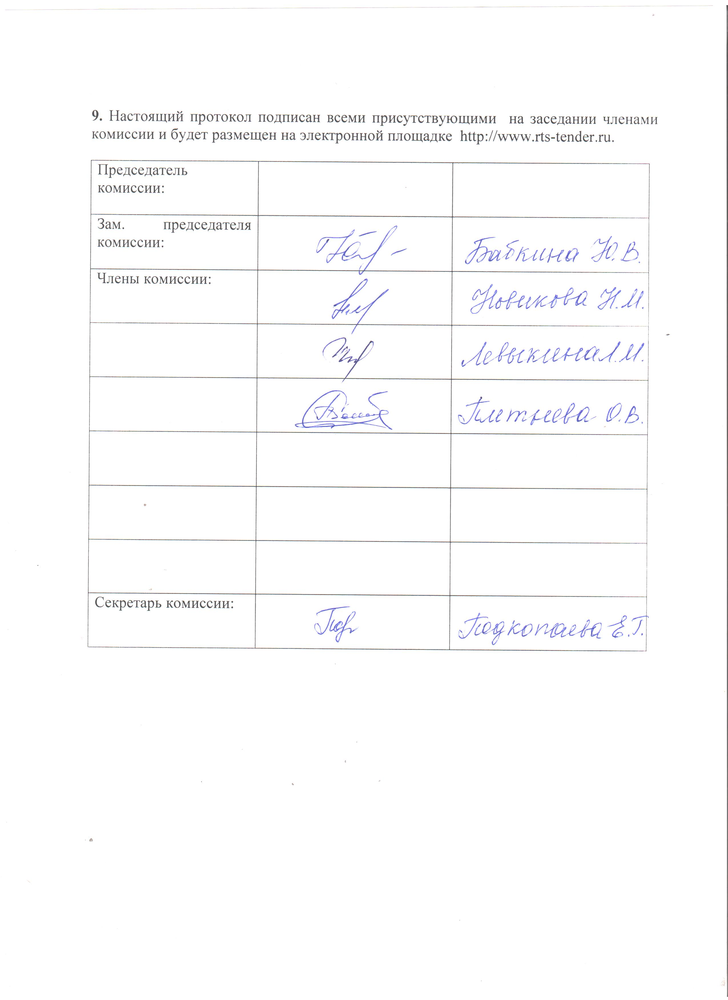 9. Настоящий протокол подписан всеми присутствующими на заседании членами
комиссии и будет размещен на электронной площадке http://www.rts-tender.ru.
Председатель
комиссии:
Зам. председателя
комиссии:
Бабкина Ю.В.
Члены комиссии:
Новикова Н.М.
Левыкина Л.И.
Плетнева О.В.
Секретарь комиссии:
Подкопаева Е.Г.